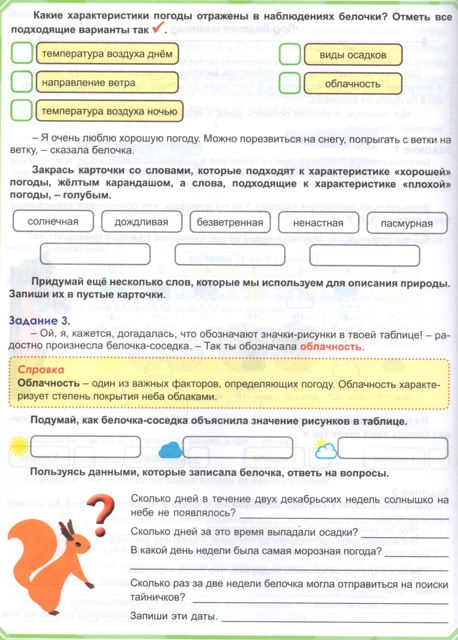 Какие характеристики погоды отражены в наблюдениях белочки? Отметь все
подходящие варианты так ✓.
температура воздуха днём
виды осадков
направление ветра
облачность
температура воздуха ночью
– Я очень люблю хорошую погоду. Можно порезвиться на снегу, попрыгать с ветки на
ветку, – сказала белочка.
Закрась карточки со словами, которые подходят к характеристике «хорошей»
погоды, жёлтым карандашом, а слова, подходящие к характеристике «плохой»
погоды, – голубым.
солнечная
дождливая
безветренная
ненастная
пасмурная
Придумай ещё несколько слов, которые мы используем для описания природы.
Запиши их в пустые карточки.
Задание 3.
– Ой, я, кажется, догадалась, что обозначают значки-рисунки в твоей таблице! – ра-
достно произнесла белочка-соседка. – Так ты обозначала облачность.
Справка
Облачность – один из важных факторов, определяющих погоду. Облачность характе-
ризует степень покрытия неба облаками.
Подумай, как белочка-соседка объяснила значение рисунков в таблице.
Пользуясь данными, которые записала белочка, ответь на вопросы.
Сколько дней в течение двух декабрьских недель солнышко на
небе не появлялось?
Сколько дней за это время выпадали осадки?
В какой день недели была самая морозная погода?
Сколько раз за две недели белочка могла отправиться на поиски
тайничков?
Запиши эти даты.